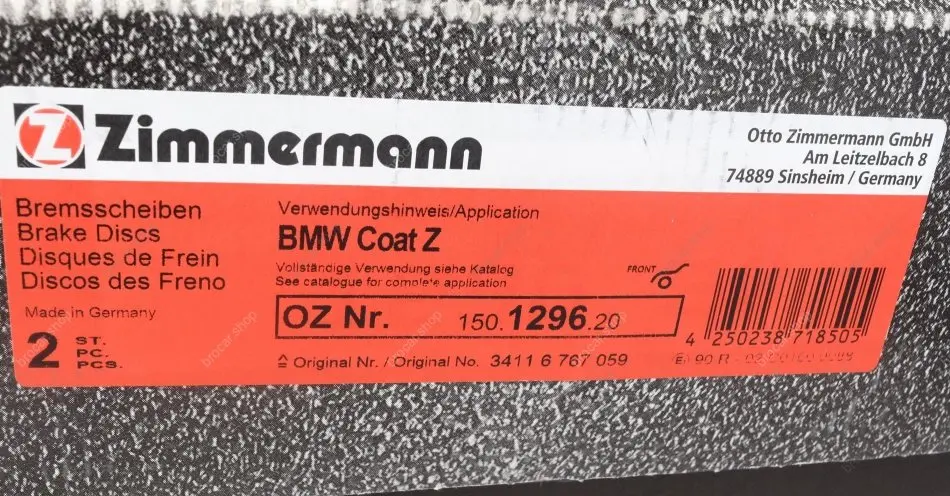 Z Zimmermann
Otto Zimmermann GmbH
Am Leitzelbach 8
74889 Sinsheim / Germany
Bremsscheiben
Brake Discs
Disques de Frein
Discos des Freno
Made in Germany
2 ST.
PC.
PCS.
Verwendungshinweis/Application
BMW Coat Z
Vollständige Verwendung siehe Katalog
See catalogue for complete application
FRONT
OZ Nr. 150.1296.20
≙ Original Nr. / Original No. 3411 6 767 059
4 250238 718505
90 R - 02